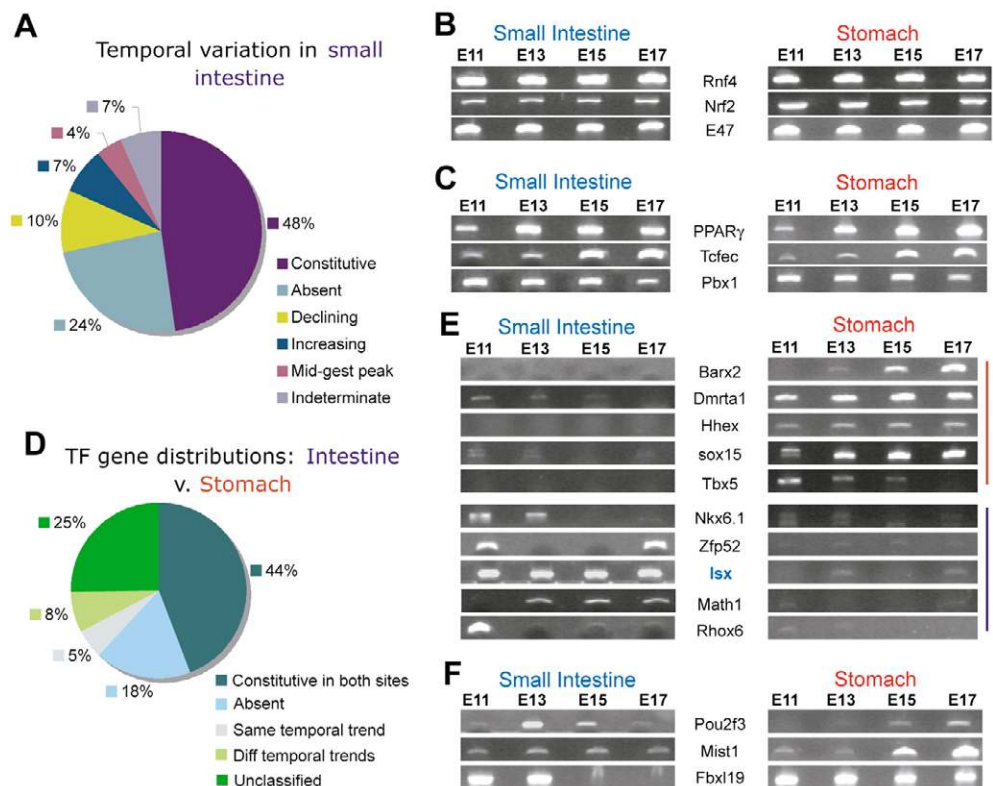 A
Temporal variation in small
intestine
7%
4%
7%
10%
48%
24%
Constitutive
Absent
Declining
Increasing
Mid-gest peak
Indeterminate
B
Small Intestine
Stomach
E11 E13 E15 E17
E11 E13 E15 E17
Rnf4
Nrf2
E47
C
Small Intestine
Stomach
E11 E13 E15 E17
E11 E13 E15 E17
PPARγ
Tcfec
Pbx1
D
TF gene distributions: Intestine
v. Stomach
25%
44%
8%
5%
18%
Constitutive in both sites
Absent
Same temporal trend
Diff temporal trends
Unclassified
E
Small Intestine
Stomach
E11 E13 E15 E17
E11 E13 E15 E17
Barx2
Dmrta1
Hhex
sox15
Tbx5
Nkx6.1
Zfp52
Isx
Math1
Rhox6
F
Small Intestine
Stomach
E11 E13 E15 E17
E11 E13 E15 E17
Pou2f3
Mist1
Fbxl19